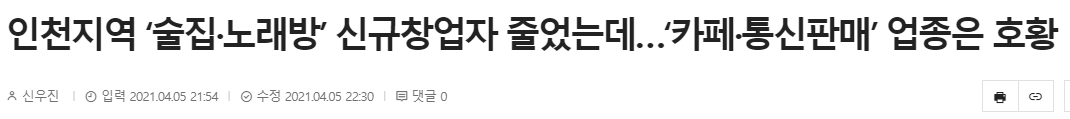 인천지역 ‘술집·노래방’ 신규창업자 줄었는데…‘카페·통신판매’ 업종은 호황
신우진 입력 2021.04.05 21:54 수정 2021.04.05 22:30 댓글 0